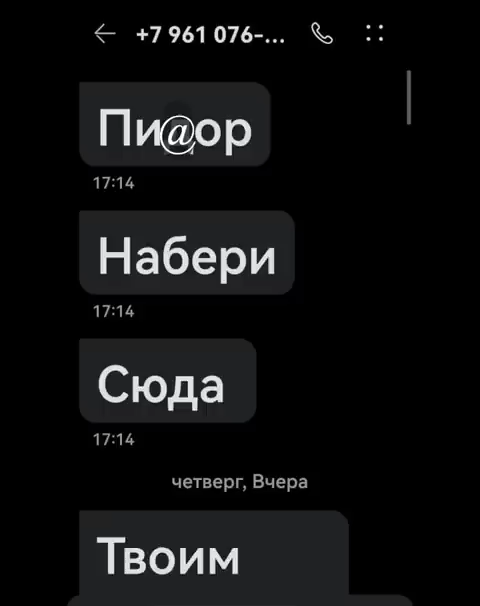 +7 961 076-...
Пи@ор
17:14
Набери
17:14
Сюда
17:14
четверг, Вчера
Твоим